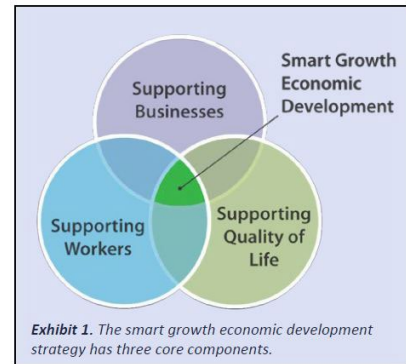 Smart Growth
Economic
Development
Supporting
Businesses
Supporting
Workers
Supporting
Quality of
Life
Exhibit 1. The smart growth economic development
strategy has three core components.